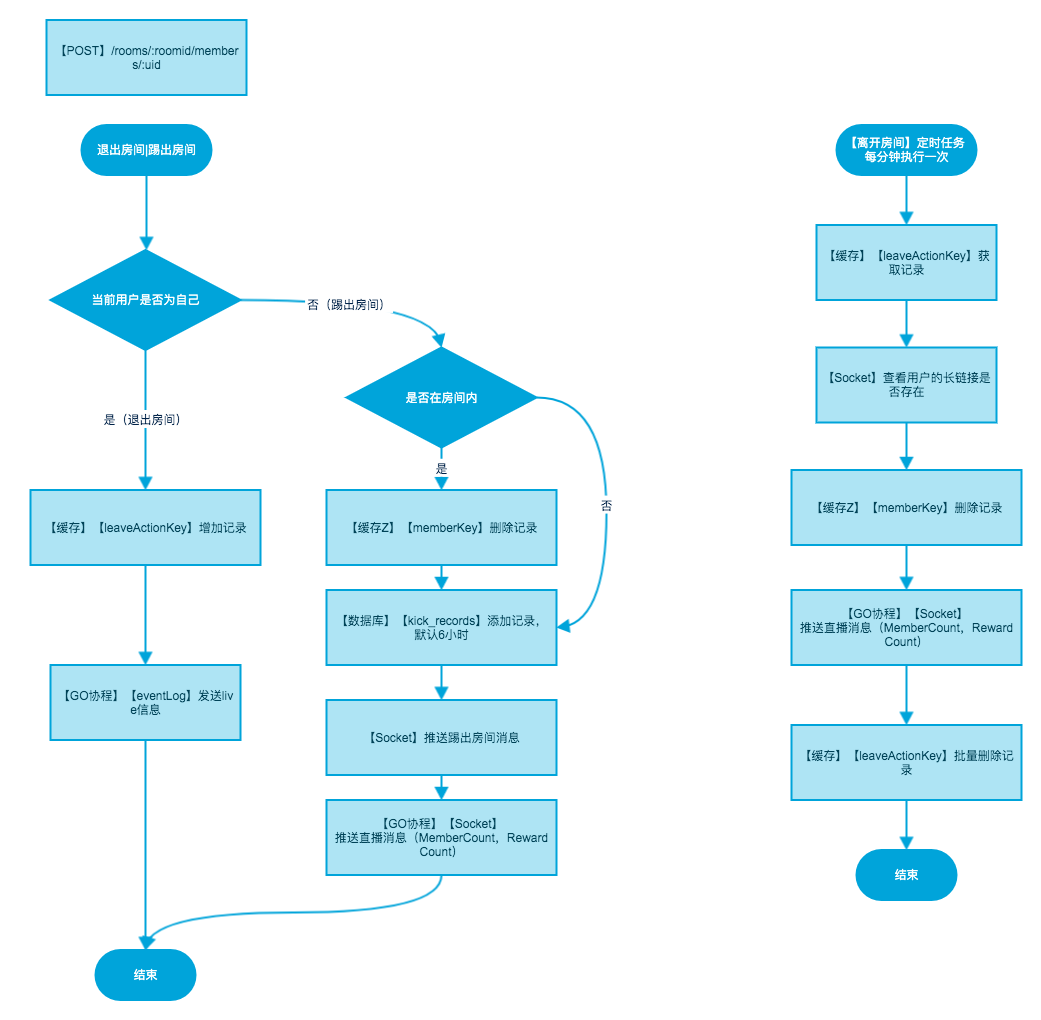 【POST】/rooms/:roomid/member
s/:uid
退出房间|踢出房间
当前用户是否为自己
否（踢出房间）
是否在房间内
是（退出房间）
是
否
【缓存】【leaveActionKey】增加记录
【缓存Z】【memberKey】删除记录
【数据库】【kick_records】添加记录，
默认6小时
【GO协程】【eventLog】发送liv
e信息
【Socket】推送踢出房间消息
【GO协程】【Socket】
推送直播消息（MemberCount，Reward
Count）
结束
【离开房间】定时任务
每分钟执行一次
【缓存】【leaveActionKey】获
取记录
【Socket】查看用户的长链接是
否存在
【缓存Z】【memberKey】删除记录
【GO协程】【Socket】
推送直播消息（MemberCount，Reward
Count）
【缓存】【leaveActionKey】批量删除记
录
结束